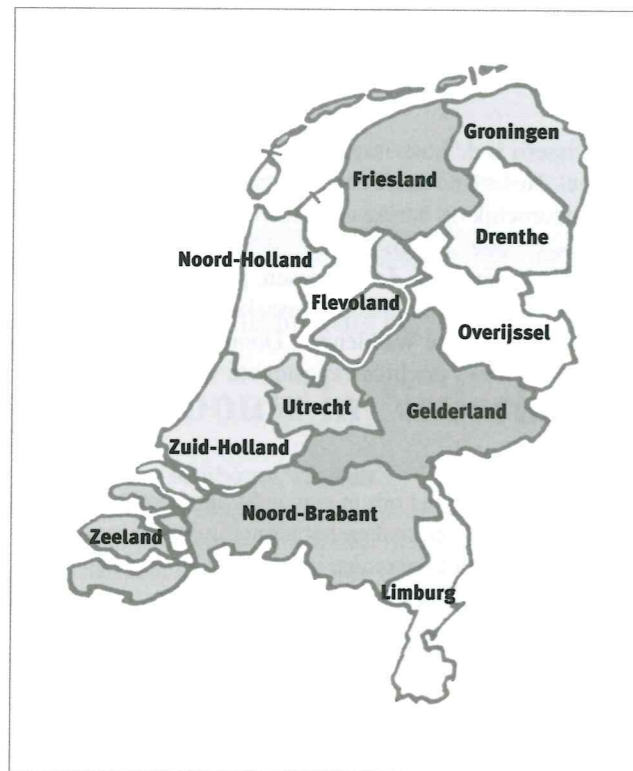 Groningen
Friesland
Drenthe
Noord-Holland
Flevoland
Overijssel
Utrecht
Gelderland
Zuid-Holland
Noord-Brabant
Zeeland
Limburg